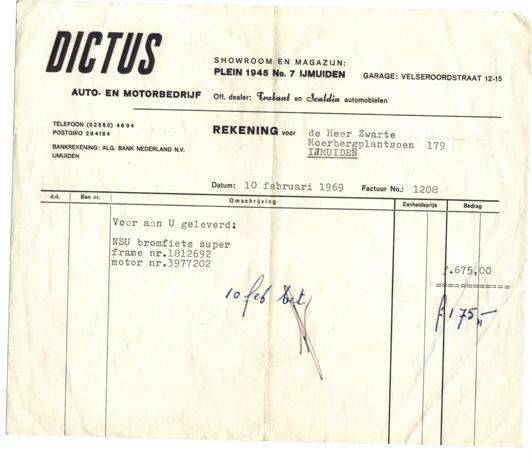 DICTUS
AUTO- EN MOTORBEDRIJF
SHOWROOM EN MAGAZIJN:
PLEIN 1945 No. 7 IJMUIDEN
GARAGE: VELSEROORDSTRAAT 12-15
Off. dealer: Trabant en Scaldia automobielen
TELEFOON (02550) 4694
POSTGIRO 294184
BANKREKENING: ALG. BANK NEDERLAND N.V.
IJMUIDEN
REKENING voor de Heer Zwarte
Moerbergplantsoen 179
IJMUIDEN
Datum: 10 februari 1969 Factuur No.: 1208
d.d. Bon nr. Omschrijving Eenheidsprijs Bedrag
Voor aan U geleverd:
NSU bromfiets super
frame nr.1812692
motor nr.3977202
f.675,00
10 feb bet
f 175,-